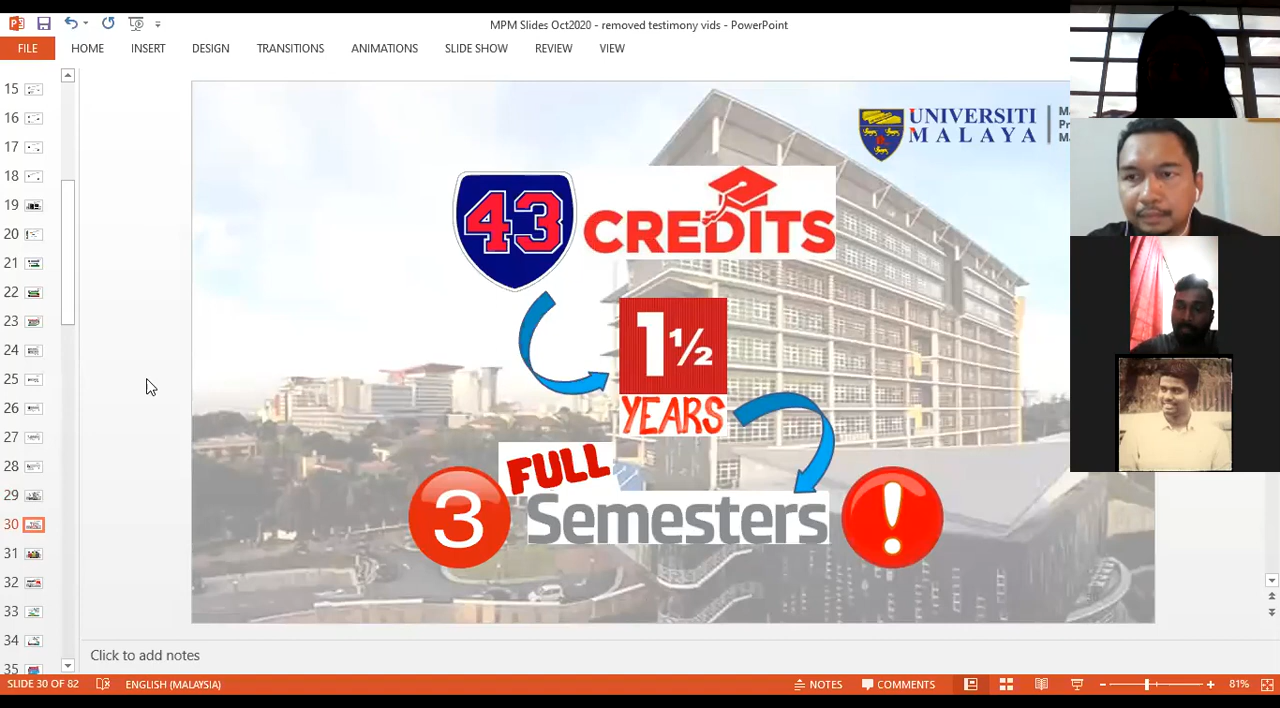 MPM Slides Oct2020 - removed testimony vids - PowerPoint
FILE HOME INSERT DESIGN TRANSITIONS ANIMATIONS SLIDE SHOW REVIEW VIEW
15
16
17
18
19
20
21
22
23
24
25
26
27
28
29
30
31
32
33
34
35
UNIVERSITI
MALAYA
43 CREDITS
1½
YEARS
FULL
3 Semesters !
Click to add notes
SLIDE 30 OF 82 ENGLISH (MALAYSIA) NOTES COMMENTS 81%